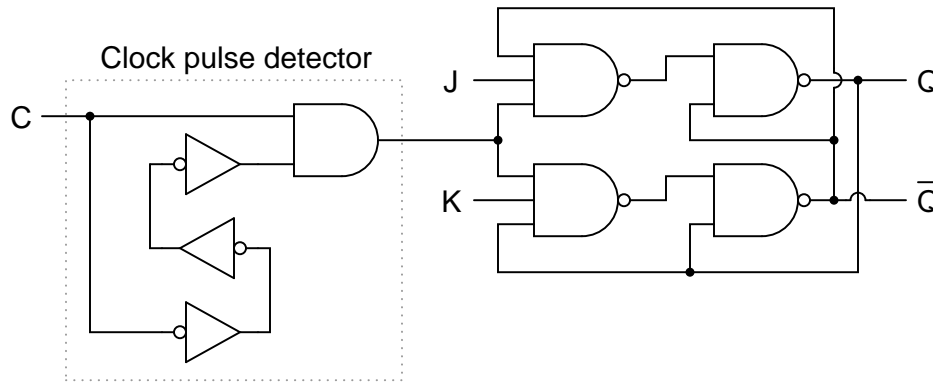 Clock pulse detector
C
J
Q
K
Q̅